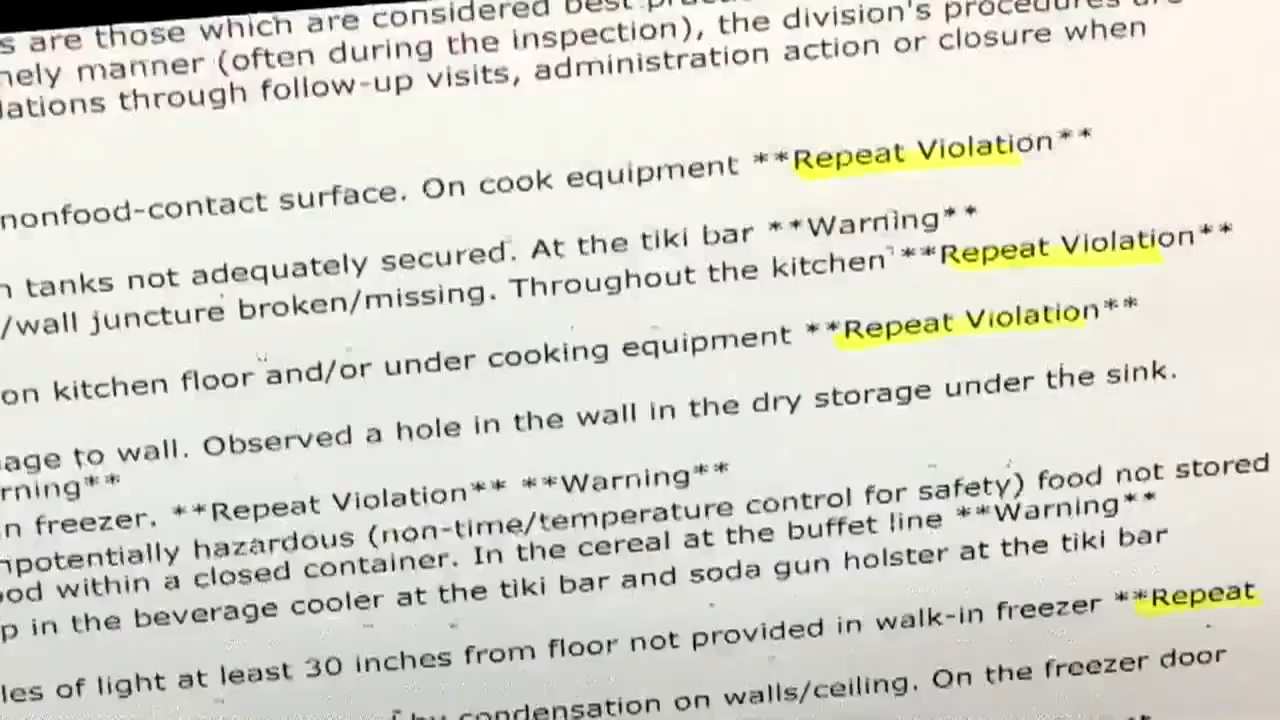 s are those which are considered best
nely manner (often during the inspection), the division's procedures are
lations through follow-up visits, administration action or closure when
nonfood-contact surface. On cook equipment **Repeat Violation**
n tanks not adequately secured. At the tiki bar **Warning**
/wall juncture broken/missing. Throughout the kitchen **Repeat Violation**
on kitchen floor and/or under cooking equipment **Repeat Violation**
age to wall. Observed a hole in the wall in the dry storage under the sink.
rning**
n freezer. **Repeat Violation** **Warning**
npotentially hazardous (non-time/temperature control for safety) food not stored
ood within a closed container. In the cereal at the buffet line **Warning**
p in the beverage cooler at the tiki bar and soda gun holster at the tiki bar
les of light at least 30 inches from floor not provided in walk-in freezer **Repeat
by condensation on walls/ceiling. On the freezer door